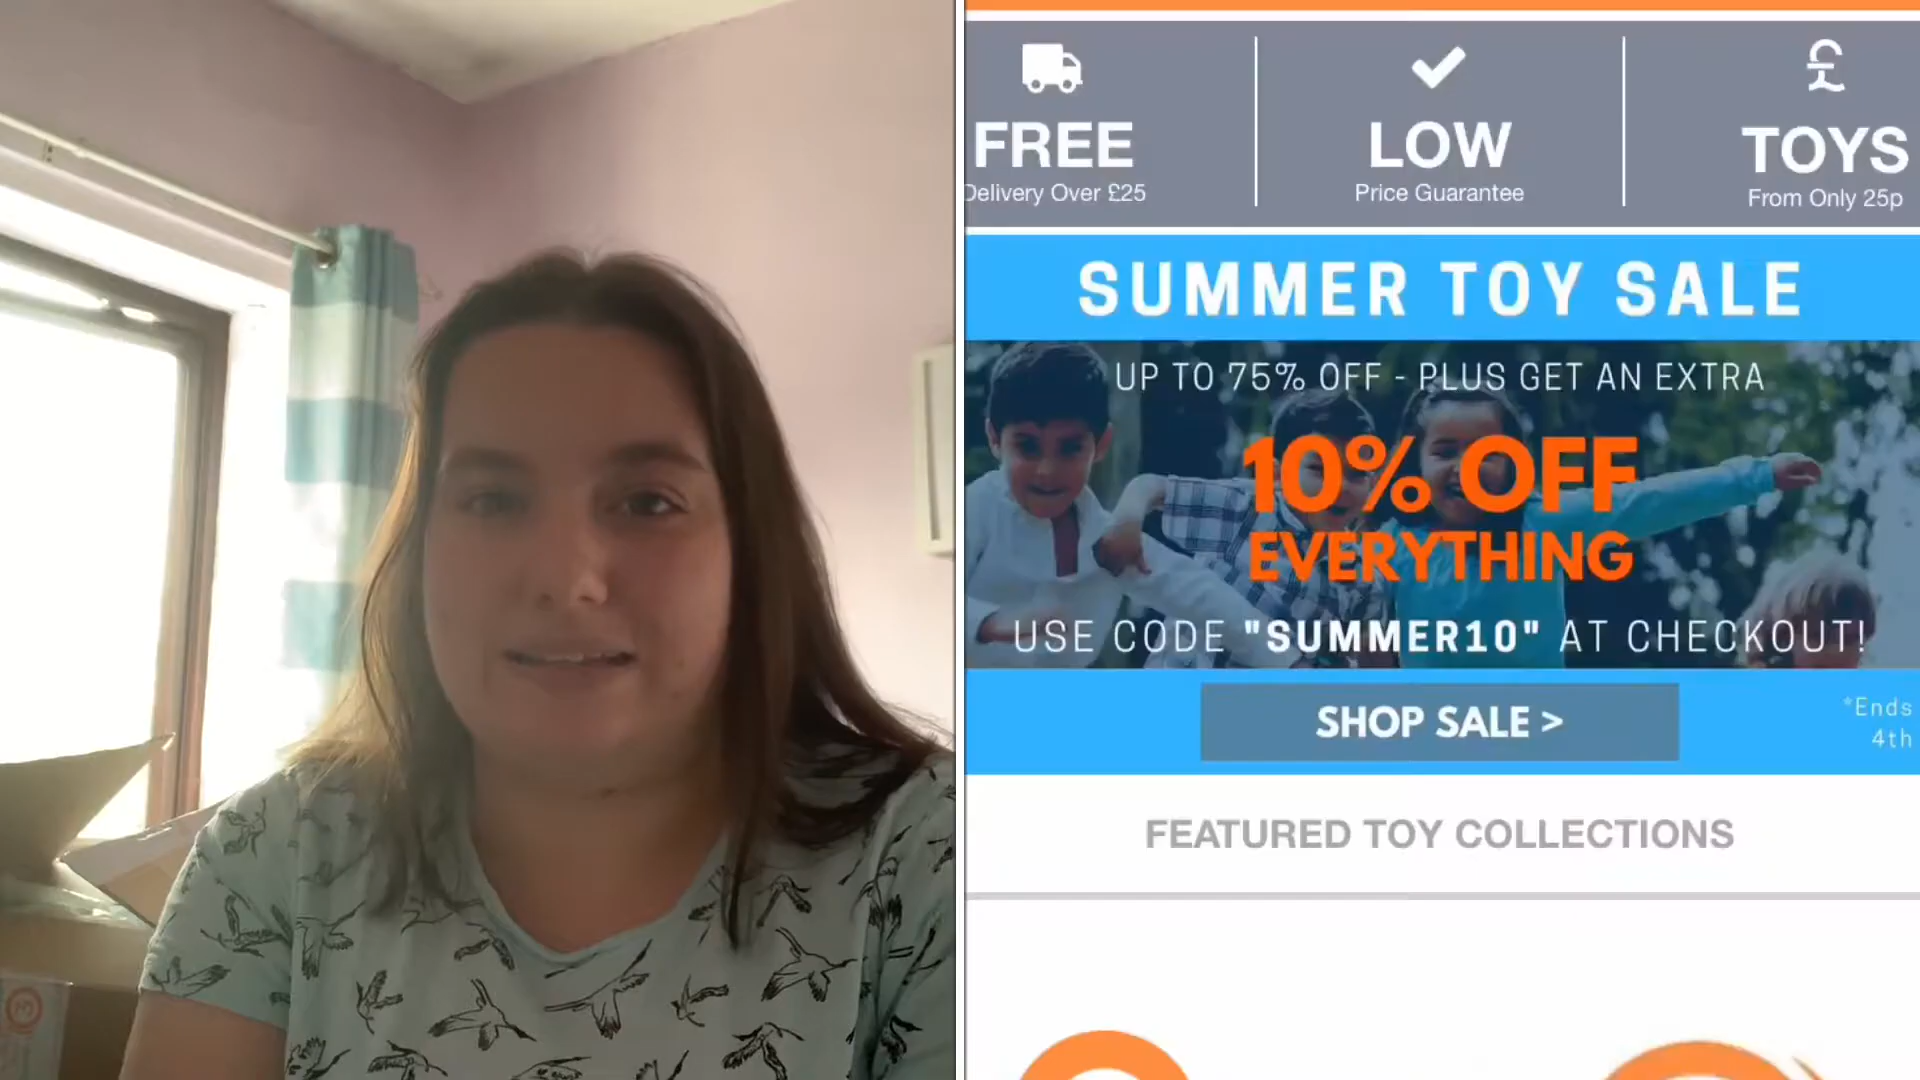 FREE
Delivery Over £25
LOW
Price Guarantee
£
TOYS
From Only 25p
SUMMER TOY SALE
UP TO 75% OFF - PLUS GET AN EXTRA
10% OFF
EVERYTHING
USE CODE "SUMMER10" AT CHECKOUT!
SHOP SALE >
*Ends
4th
FEATURED TOY COLLECTIONS